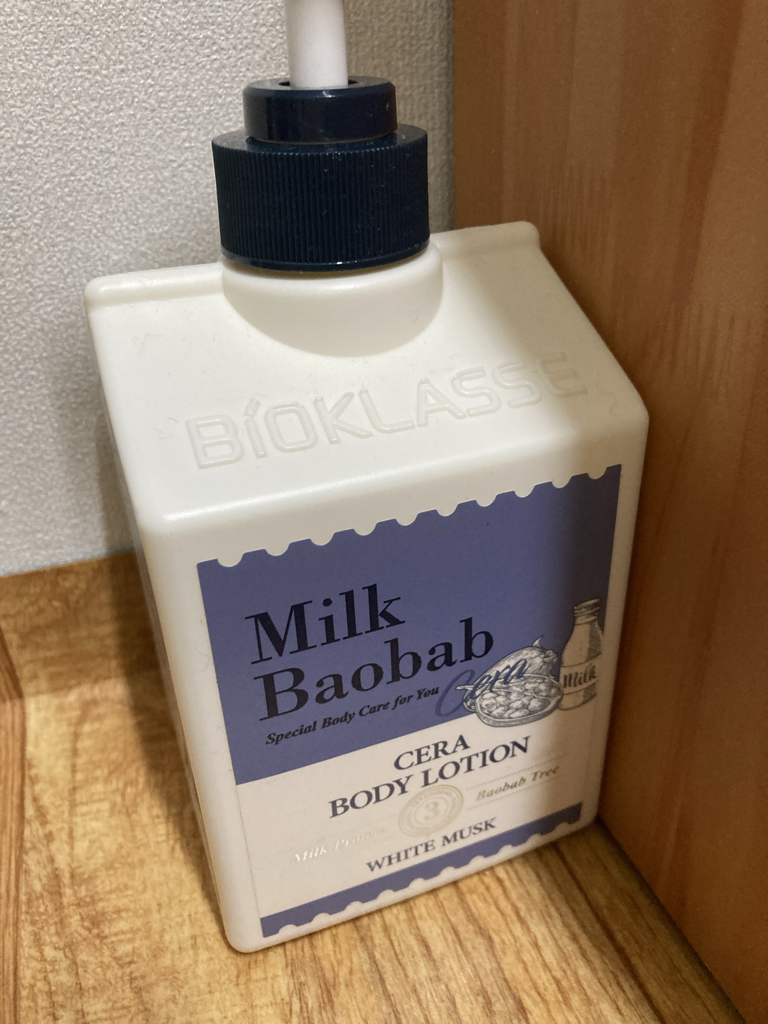 BIOKLASSE
Milk
Baobab
Special Body Care for You
Cera
Milk
CERA
BODY LOTION
Baobab Tree
3
Milk Protein
WHITE MUSK